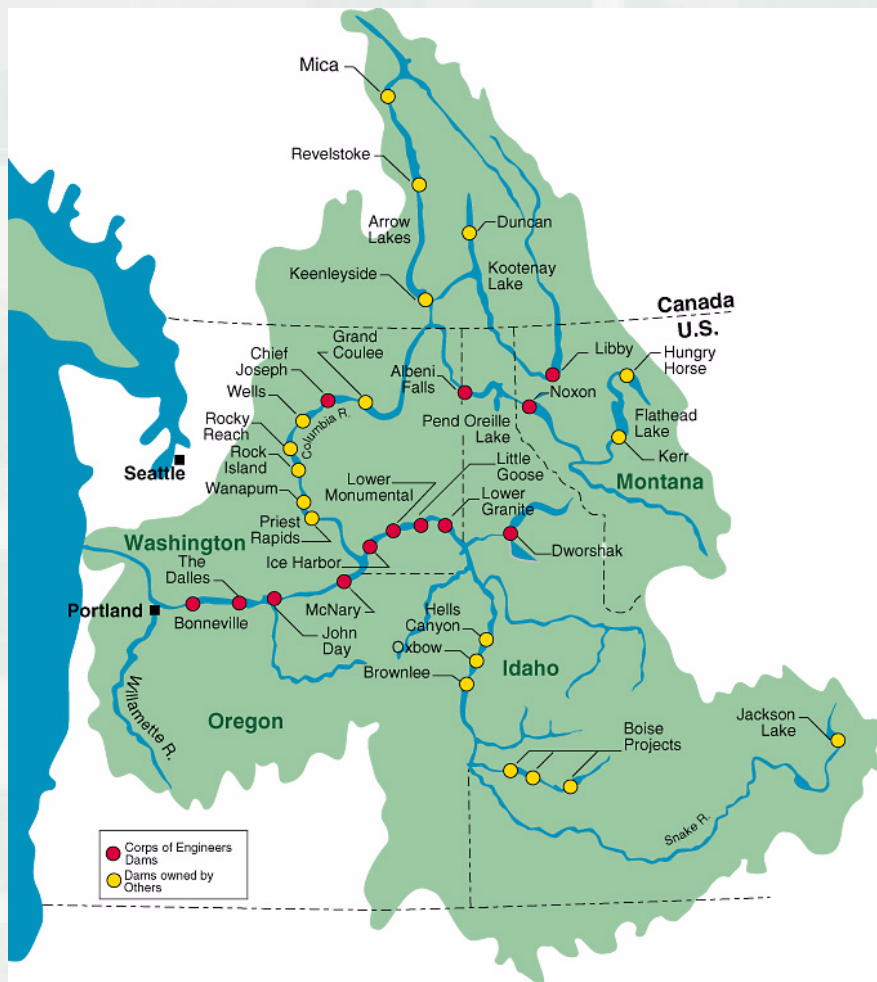 Mica
Revelstoke
Arrow
Lakes
Duncan
Keenleyside
Kootenay
Lake
Canada
U.S.
Grand
Coulee
Chief
Joseph
Albeni
Falls
Libby
Hungry
Horse
Wells
Noxon
Columbia R.
Rocky
Reach
Pend Oreille
Lake
Flathead
Lake
Rock
Island
Kerr
Seattle
Little
Goose
Lower
Monumental
Montana
Wanapum
Lower
Granite
Priest
Rapids
Washington
Ice Harbor
Dworshak
The
Dalles
Portland
Bonneville
McNary
John
Day
Hells
Canyon
Oxbow
Brownlee
Idaho
Willamette R.
Oregon
Boise
Projects
Jackson
Lake
Snake R.
Corps of Engineers
Dams
Dams owned by
Others